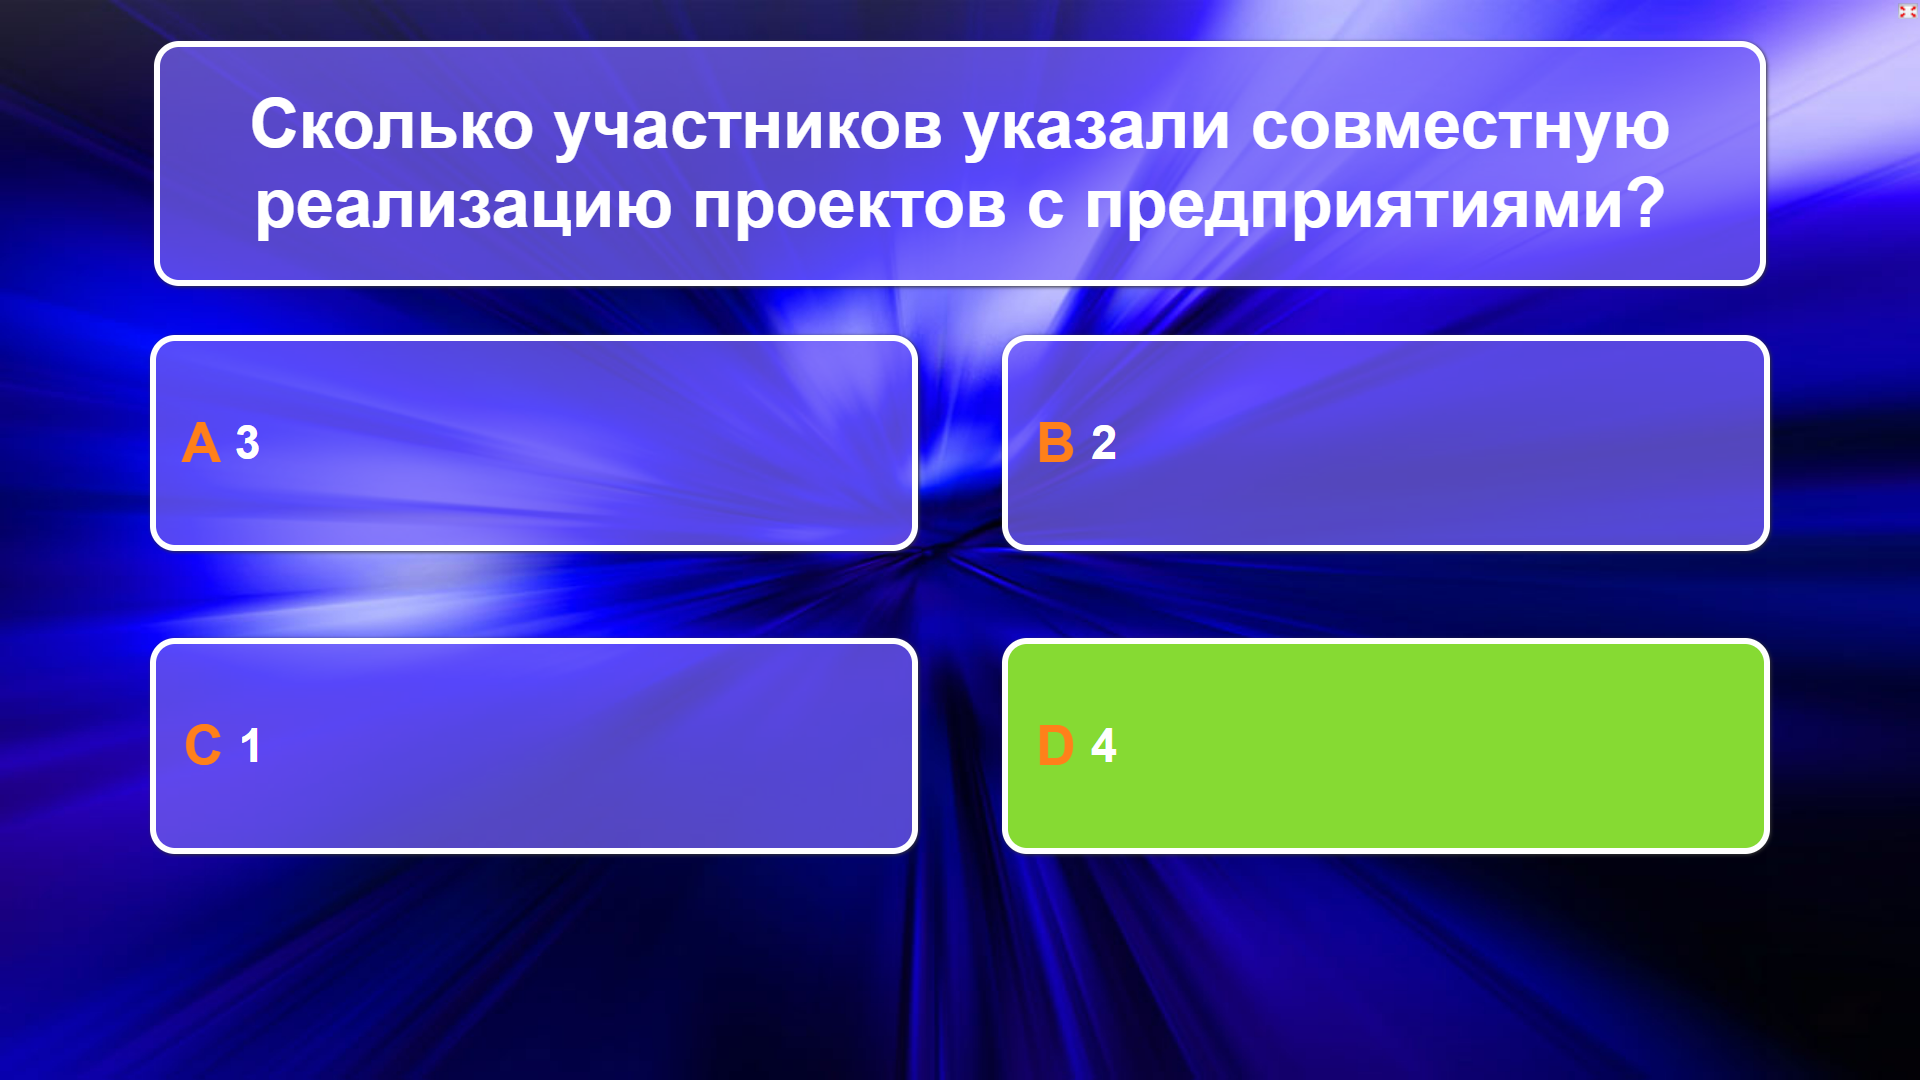 Сколько участников указали совместную
реализацию проектов с предприятиями?
A 3
B 2
C 1
D 4